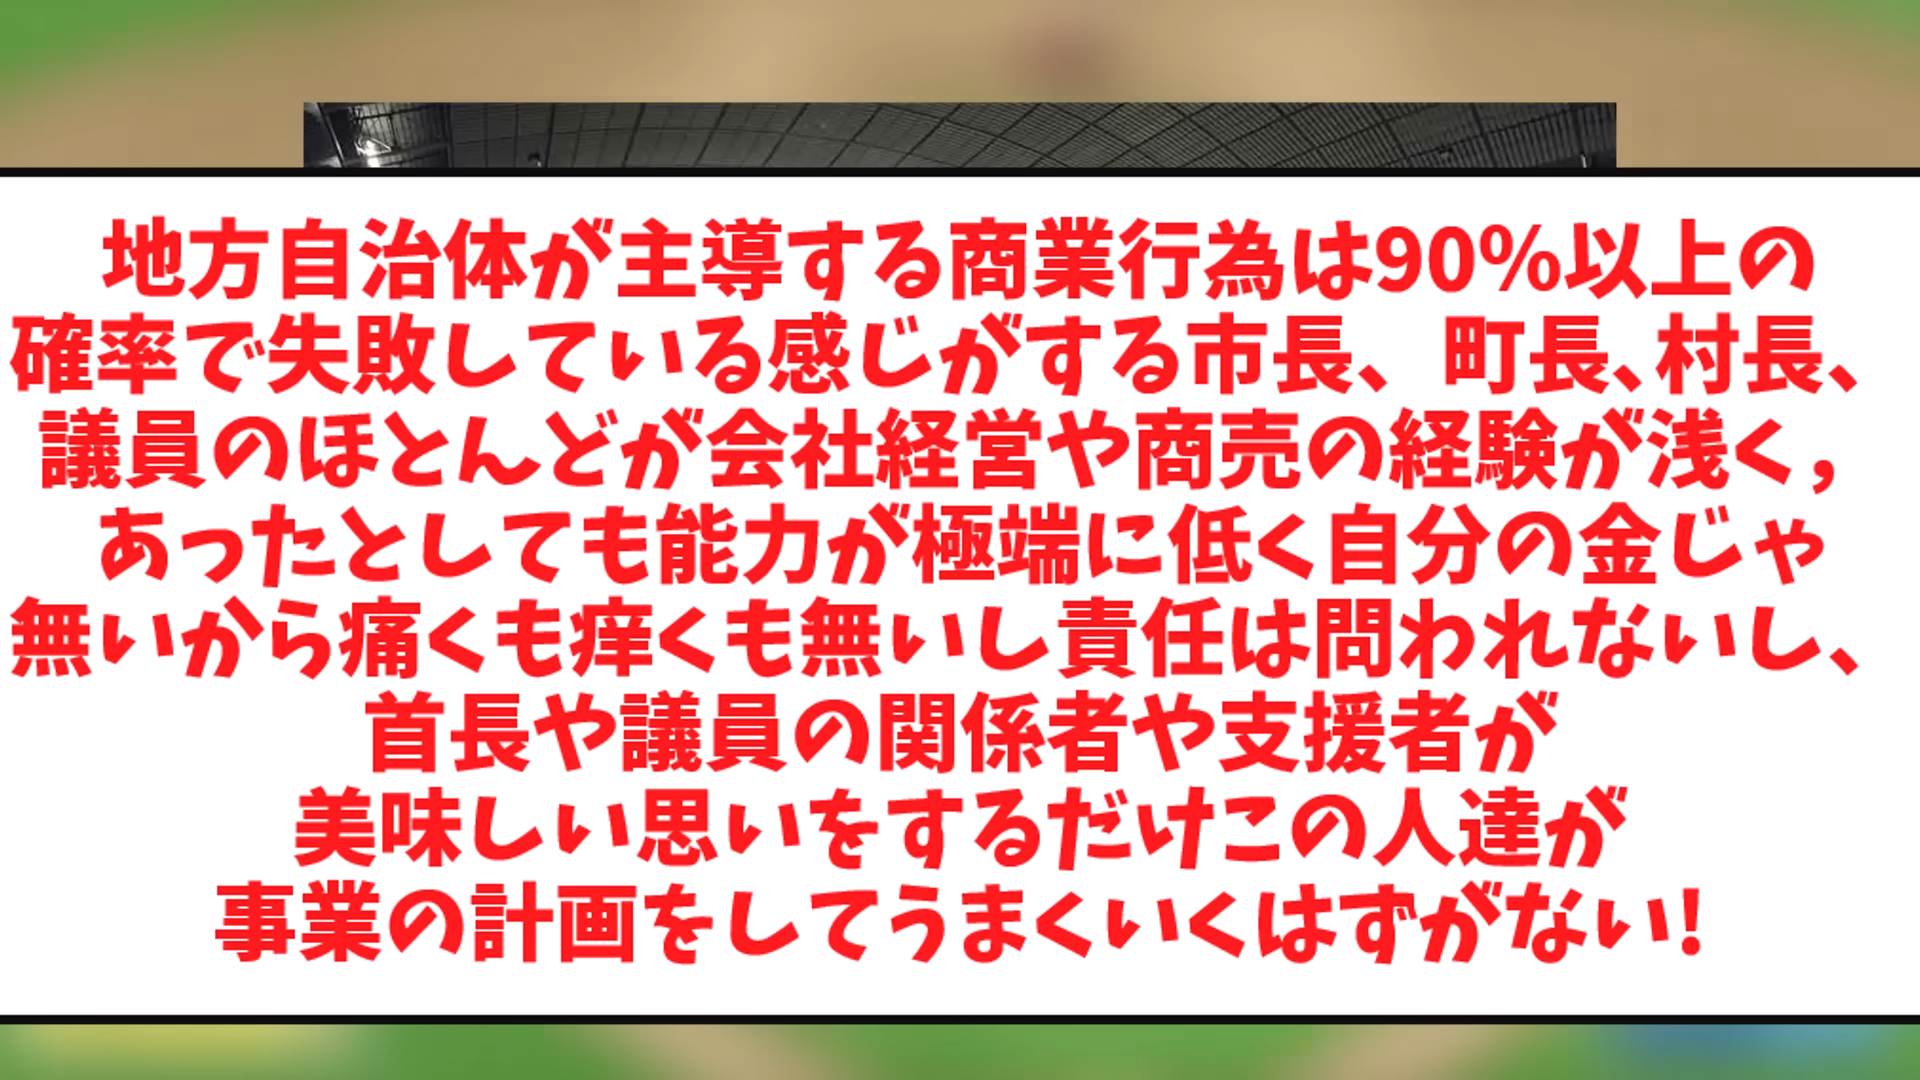 地方自治体が主導する商業行為は90%以上の
確率で失敗している感じがする市長、町長､村長､
議員のほとんどが会社経営や商売の経験が浅く，
あったとしても能力が極端に低く自分の金じゃ
無いから痛くも痒くも無いし責任は問われないし､
首長や議員の関係者や支援者が
美味しい思いをするだけこの人達が
事業の計画をしてうまくいくはずがない!